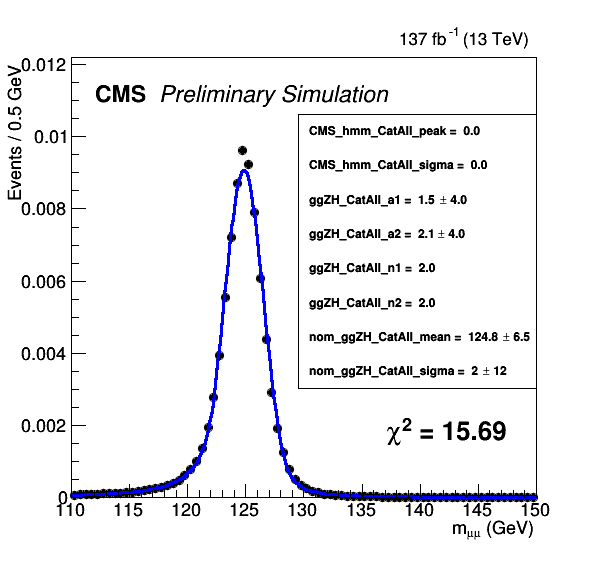 137 fb⁻¹ (13 TeV)
Events / 0.5 GeV
CMS Preliminary Simulation
CMS_hmm_CatAll_peak = 0.0
CMS_hmm_CatAll_sigma = 0.0
ggZH_CatAll_a1 = 1.5 ± 4.0
ggZH_CatAll_a2 = 2.1 ± 4.0
ggZH_CatAll_n1 = 2.0
ggZH_CatAll_n2 = 2.0
nom_ggZH_CatAll_mean = 124.8 ± 6.5
nom_ggZH_CatAll_sigma = 2 ± 12
χ² = 15.69
0.012
0.01
0.008
0.006
0.004
0.002
0
110 115 120 125 130 135 140 145 150
mμμ (GeV)